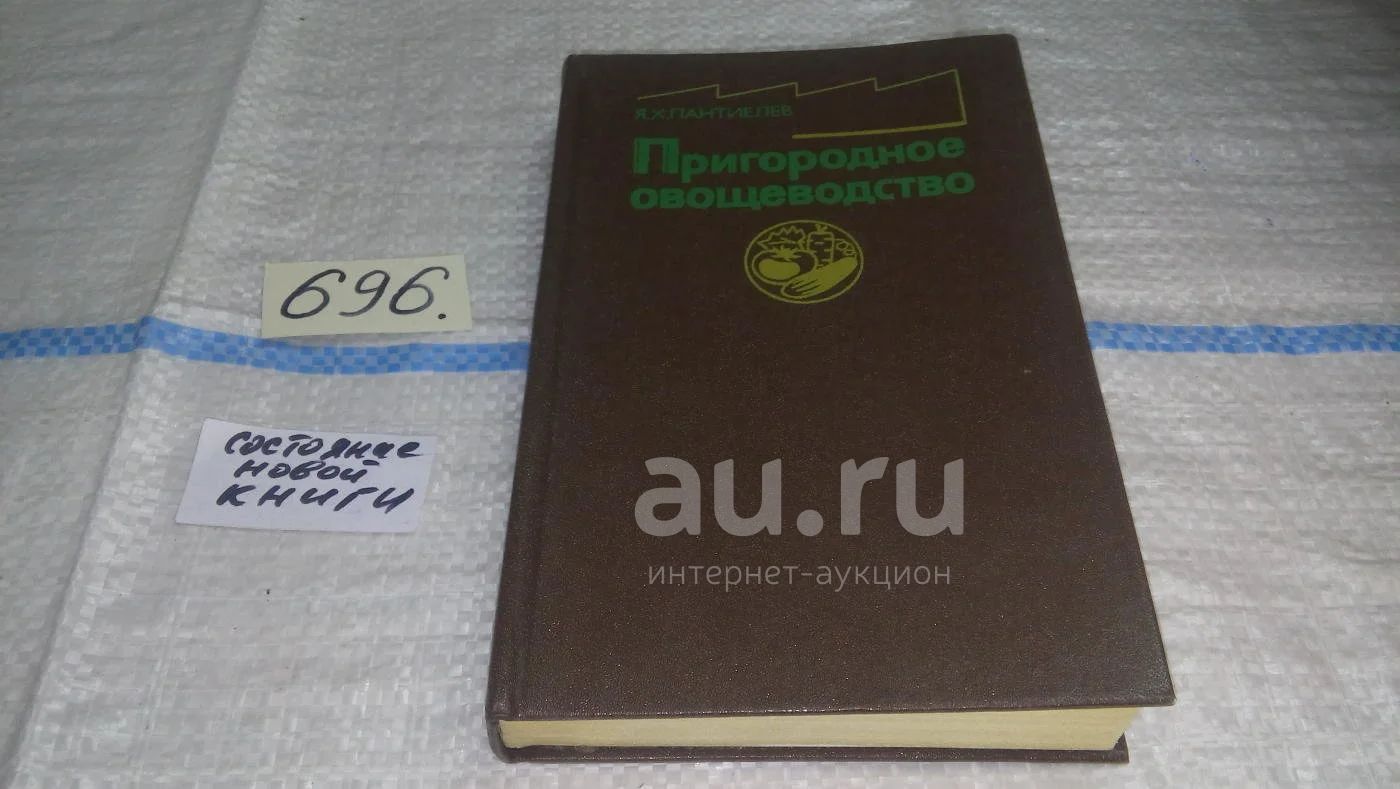 Я.Х.ПАНТИЕЛЕВ
Пригородное
овощеводство
696.
состояние
новой
книги
au.ru
интернет-аукцион